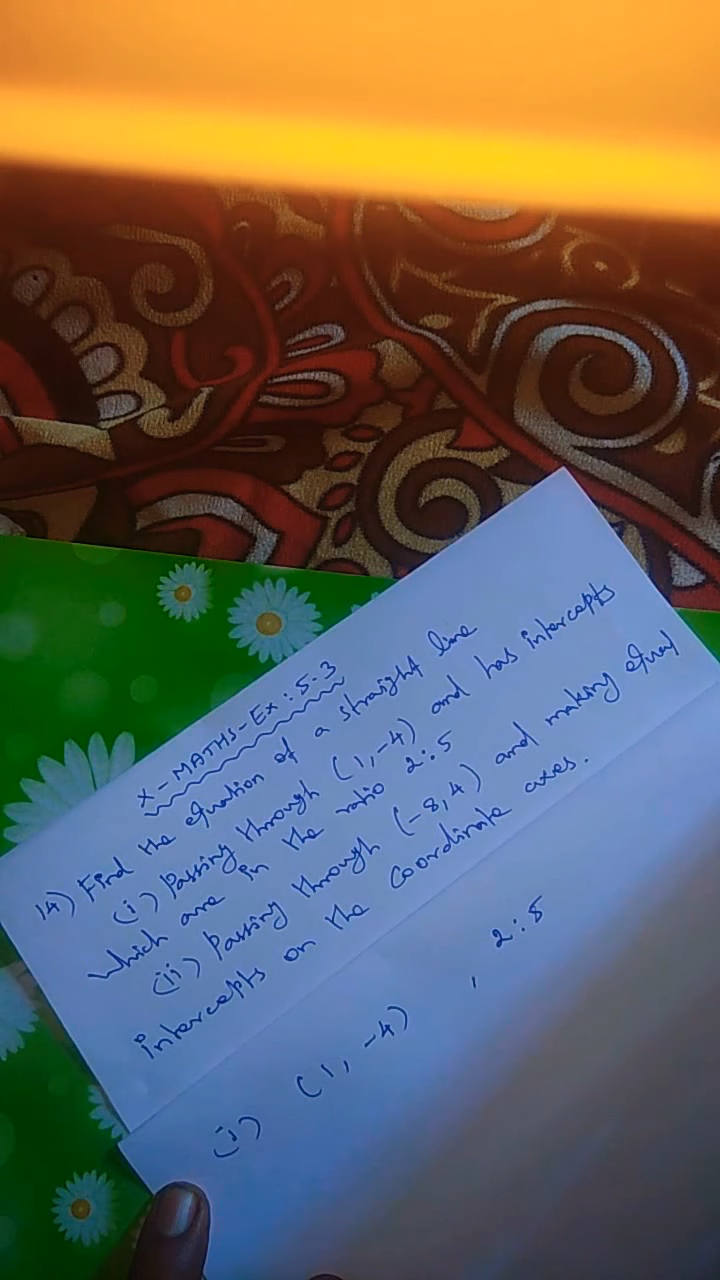 X-MATHS-Ex: 5.3
14) Find the equation of a straight line
(i) Passing through (1,-4) and has intercepts
which are in the ratio 2:5
(ii) Passing through (-8,4) and making equal
intercepts on the coordinate axes.
(i) (1, -4) , 2:5